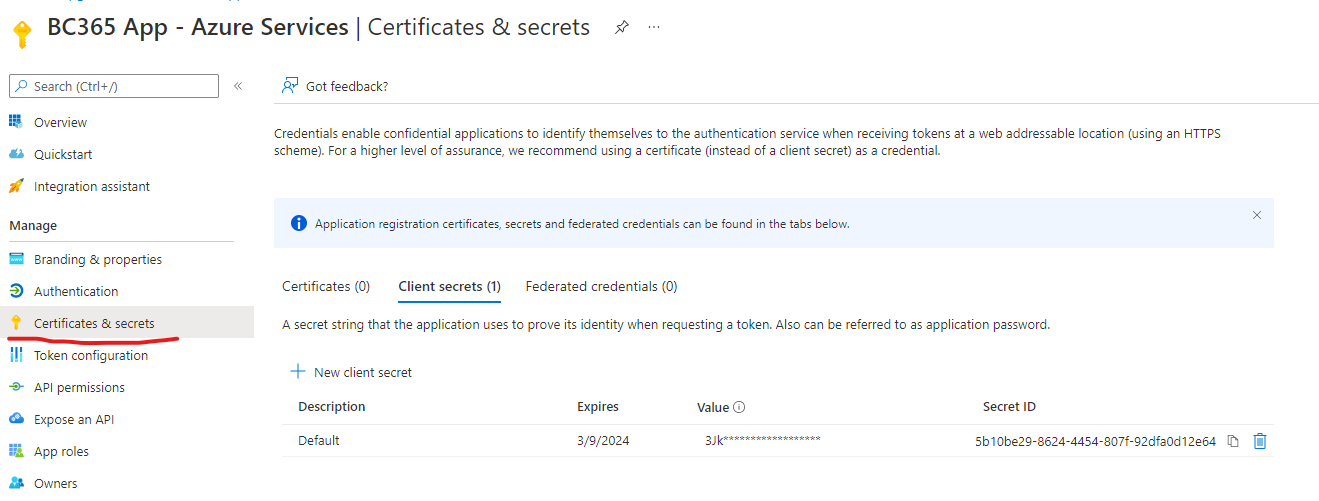 BC365 App - Azure Services | Certificates & secrets
Search (Ctrl+/)
Overview
Quickstart
Integration assistant
Manage
Branding & properties
Authentication
Certificates & secrets
Token configuration
API permissions
Expose an API
App roles
Owners
Got feedback?
Credentials enable confidential applications to identify themselves to the authentication service when receiving tokens at a web addressable location (using an HTTPS
scheme). For a higher level of assurance, we recommend using a certificate (instead of a client secret) as a credential.
Application registration certificates, secrets and federated credentials can be found in the tabs below.
Certificates (0) Client secrets (1) Federated credentials (0)
A secret string that the application uses to prove its identity when requesting a token. Also can be referred to as application password.
New client secret
Description Expires Value Secret ID
Default 3/9/2024 3Jk****************** 5b10be29-8624-4454-807f-92dfa0d12e64